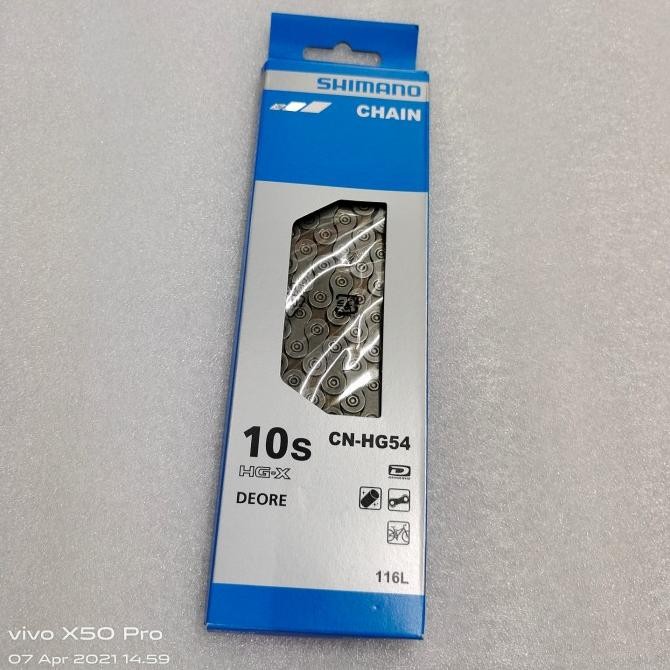 SHIMANO
CHAIN
10s
CN-HG54
HG-X
DEORE
116L
vivo X50 Pro
07 Apr 2021 14.59